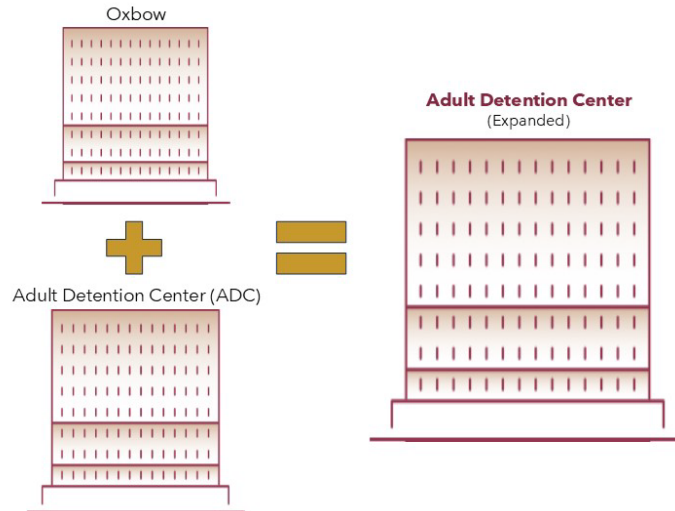 Oxbow
Adult Detention Center (ADC)
Adult Detention Center
(Expanded)